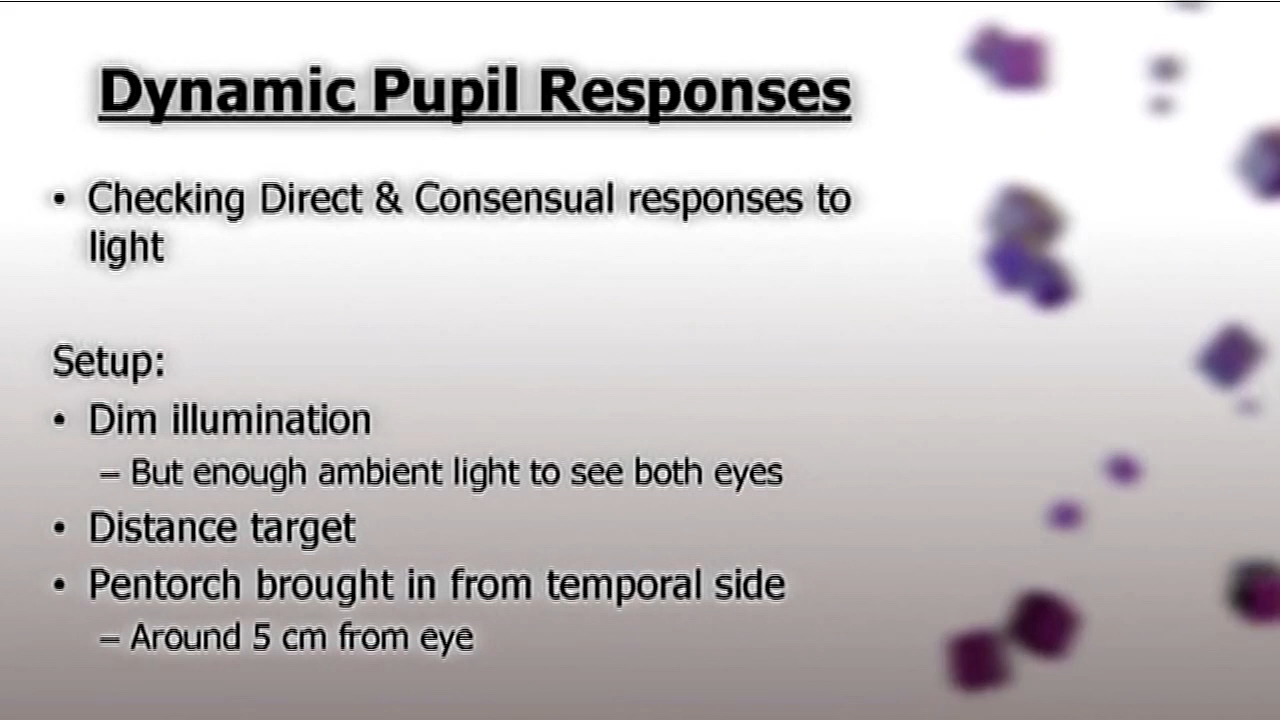 Dynamic Pupil Responses
• Checking Direct & Consensual responses to
light
Setup:
• Dim illumination
– But enough ambient light to see both eyes
• Distance target
• Pentorch brought in from temporal side
– Around 5 cm from eye